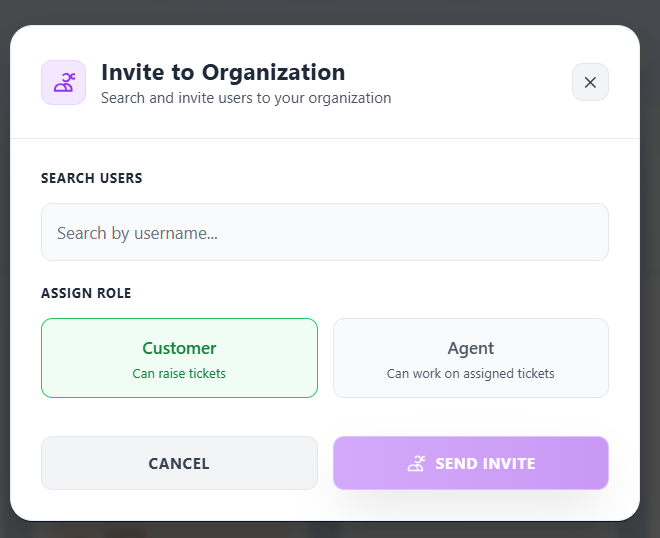 Invite to Organization
Search and invite users to your organization
SEARCH USERS
Search by username...
ASSIGN ROLE
Customer
Can raise tickets
Agent
Can work on assigned tickets
CANCEL
SEND INVITE